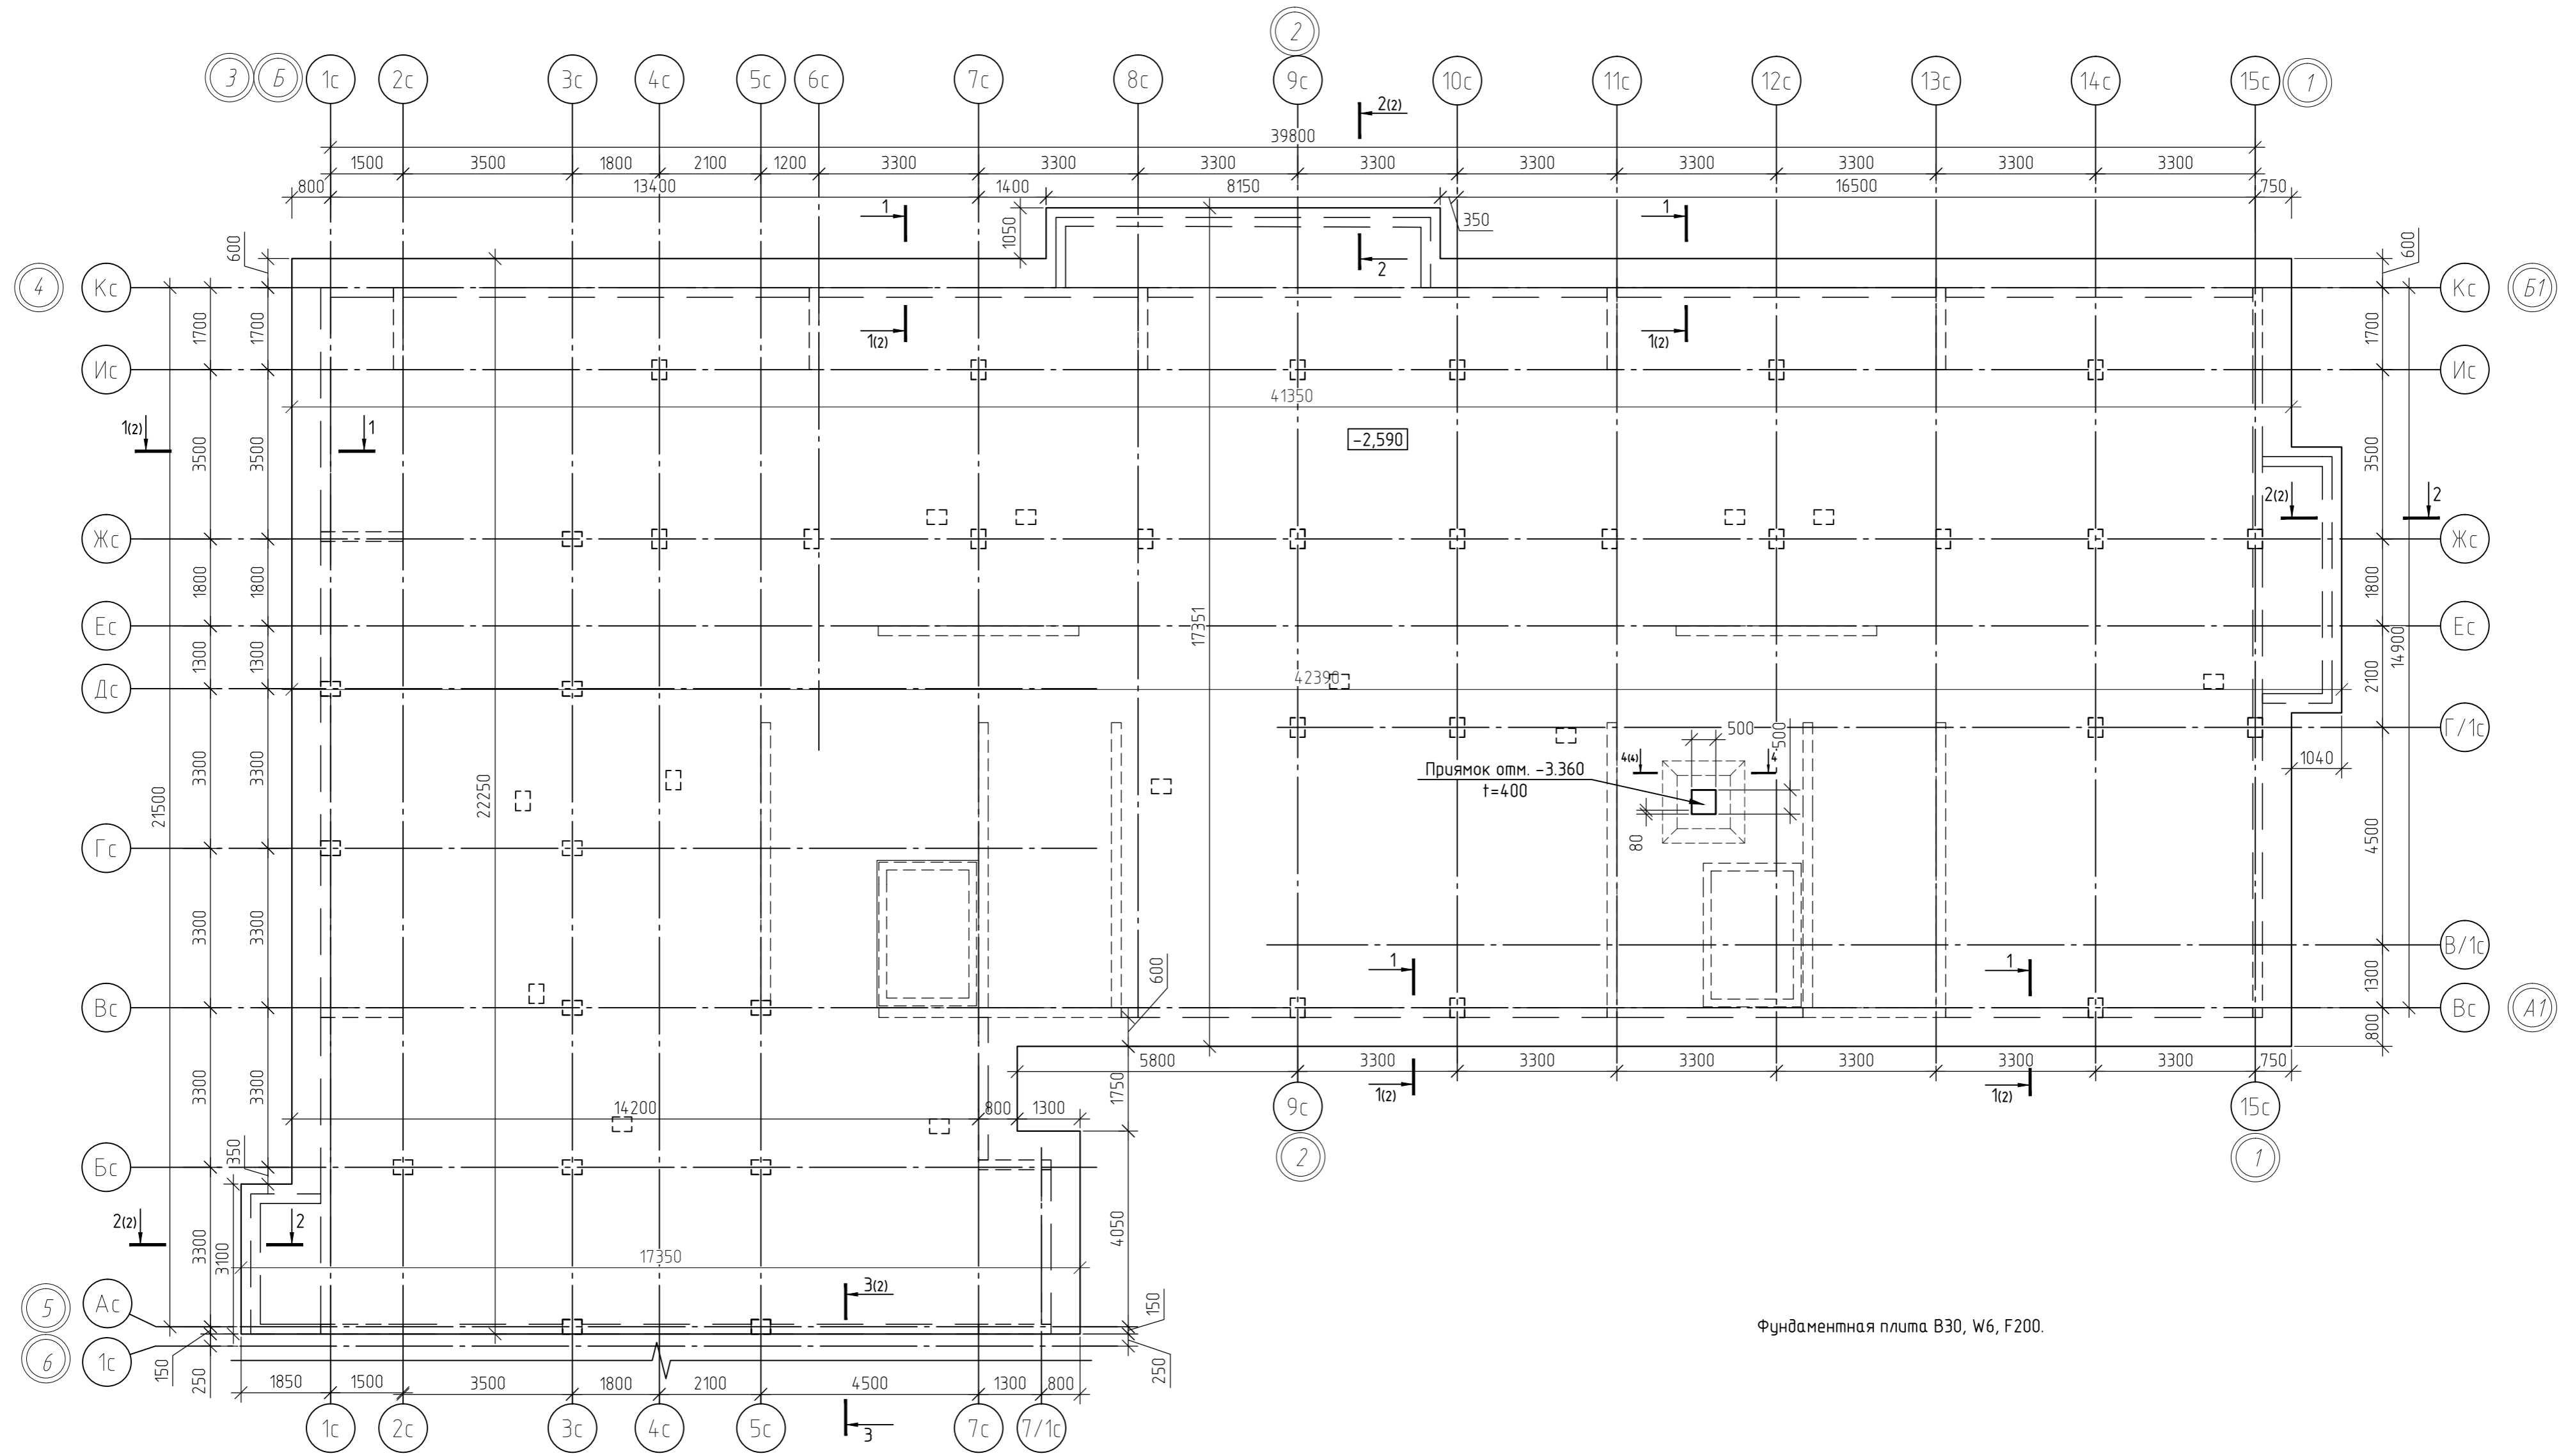 2
3 Б 1с 2с 3с 4с 5с 6с 7с 8с 9с 10с 11с 12с 13с 14с 15с 1
2(2)
39800
1500 3500 1800 2100 1200 3300 3300 3300 3300 3300 3300 3300 3300 3300
800 13400 1400 8150 16500 750
1 1
350
1050
600 600
2
4 Кс Кс Б1
1700 1700 1700
1(2) 1(2)
Ис Ис
41350
1(2) 1
-2,590
3500 3500 3500
2(2) 2
Жс Жс
1800 1800 1800
17351
Ес Ес
14900
1300 1300 2100
42390
Дс
Г/1с
500 500
4(4) 4
1040
Приямок отм. -3.360
t=400
3300 3300
21500 22250
80
4500
Гс
3300 3300
В/1с
600
1 1
1300
Вс Вс А1
800
5800 3300 3300 3300 3300 3300 3300 750
3300 3300
1750
1(2) 1(2)
14200 800 1300
9с 15с
350
2 1
Бс
2(2) 2
3300 3100
4050
17350
3(2)
5 Ас
150
Фундаментная плита В30, W6, F200.
6 1с
150 250 250
1850 1500 3500 1800 2100 4500 1300 800
1с 2с 3с 4с 5с 7с 7/1с
3